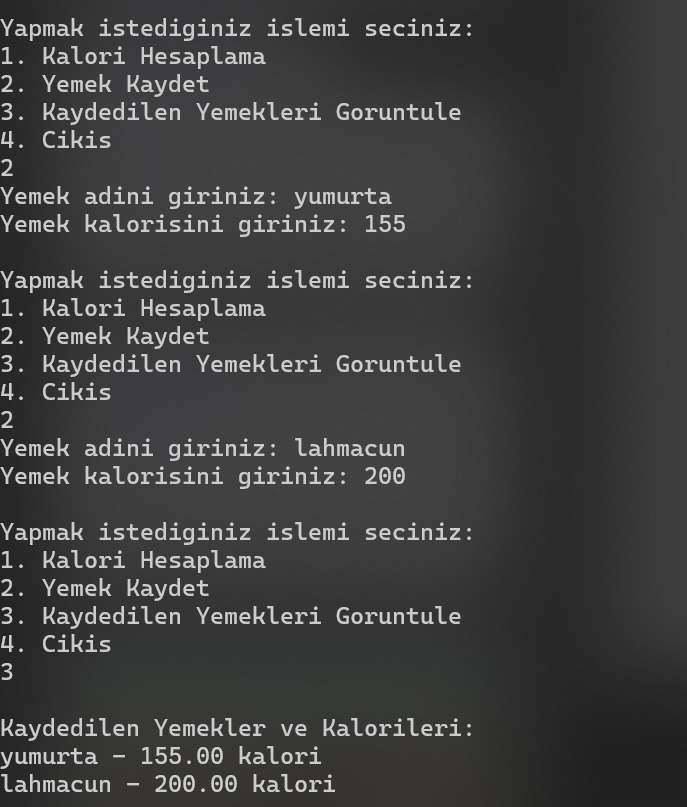 Yapmak istediginiz islemi seciniz:
1. Kalori Hesaplama
2. Yemek Kaydet
3. Kaydedilen Yemekleri Goruntule
4. Cikis
2
Yemek adini giriniz: yumurta
Yemek kalorisini giriniz: 155
Yapmak istediginiz islemi seciniz:
1. Kalori Hesaplama
2. Yemek Kaydet
3. Kaydedilen Yemekleri Goruntule
4. Cikis
2
Yemek adini giriniz: lahmacun
Yemek kalorisini giriniz: 200
Yapmak istediginiz islemi seciniz:
1. Kalori Hesaplama
2. Yemek Kaydet
3. Kaydedilen Yemekleri Goruntule
4. Cikis
3
Kaydedilen Yemekler ve Kalorileri:
yumurta - 155.00 kalori
lahmacun - 200.00 kalori